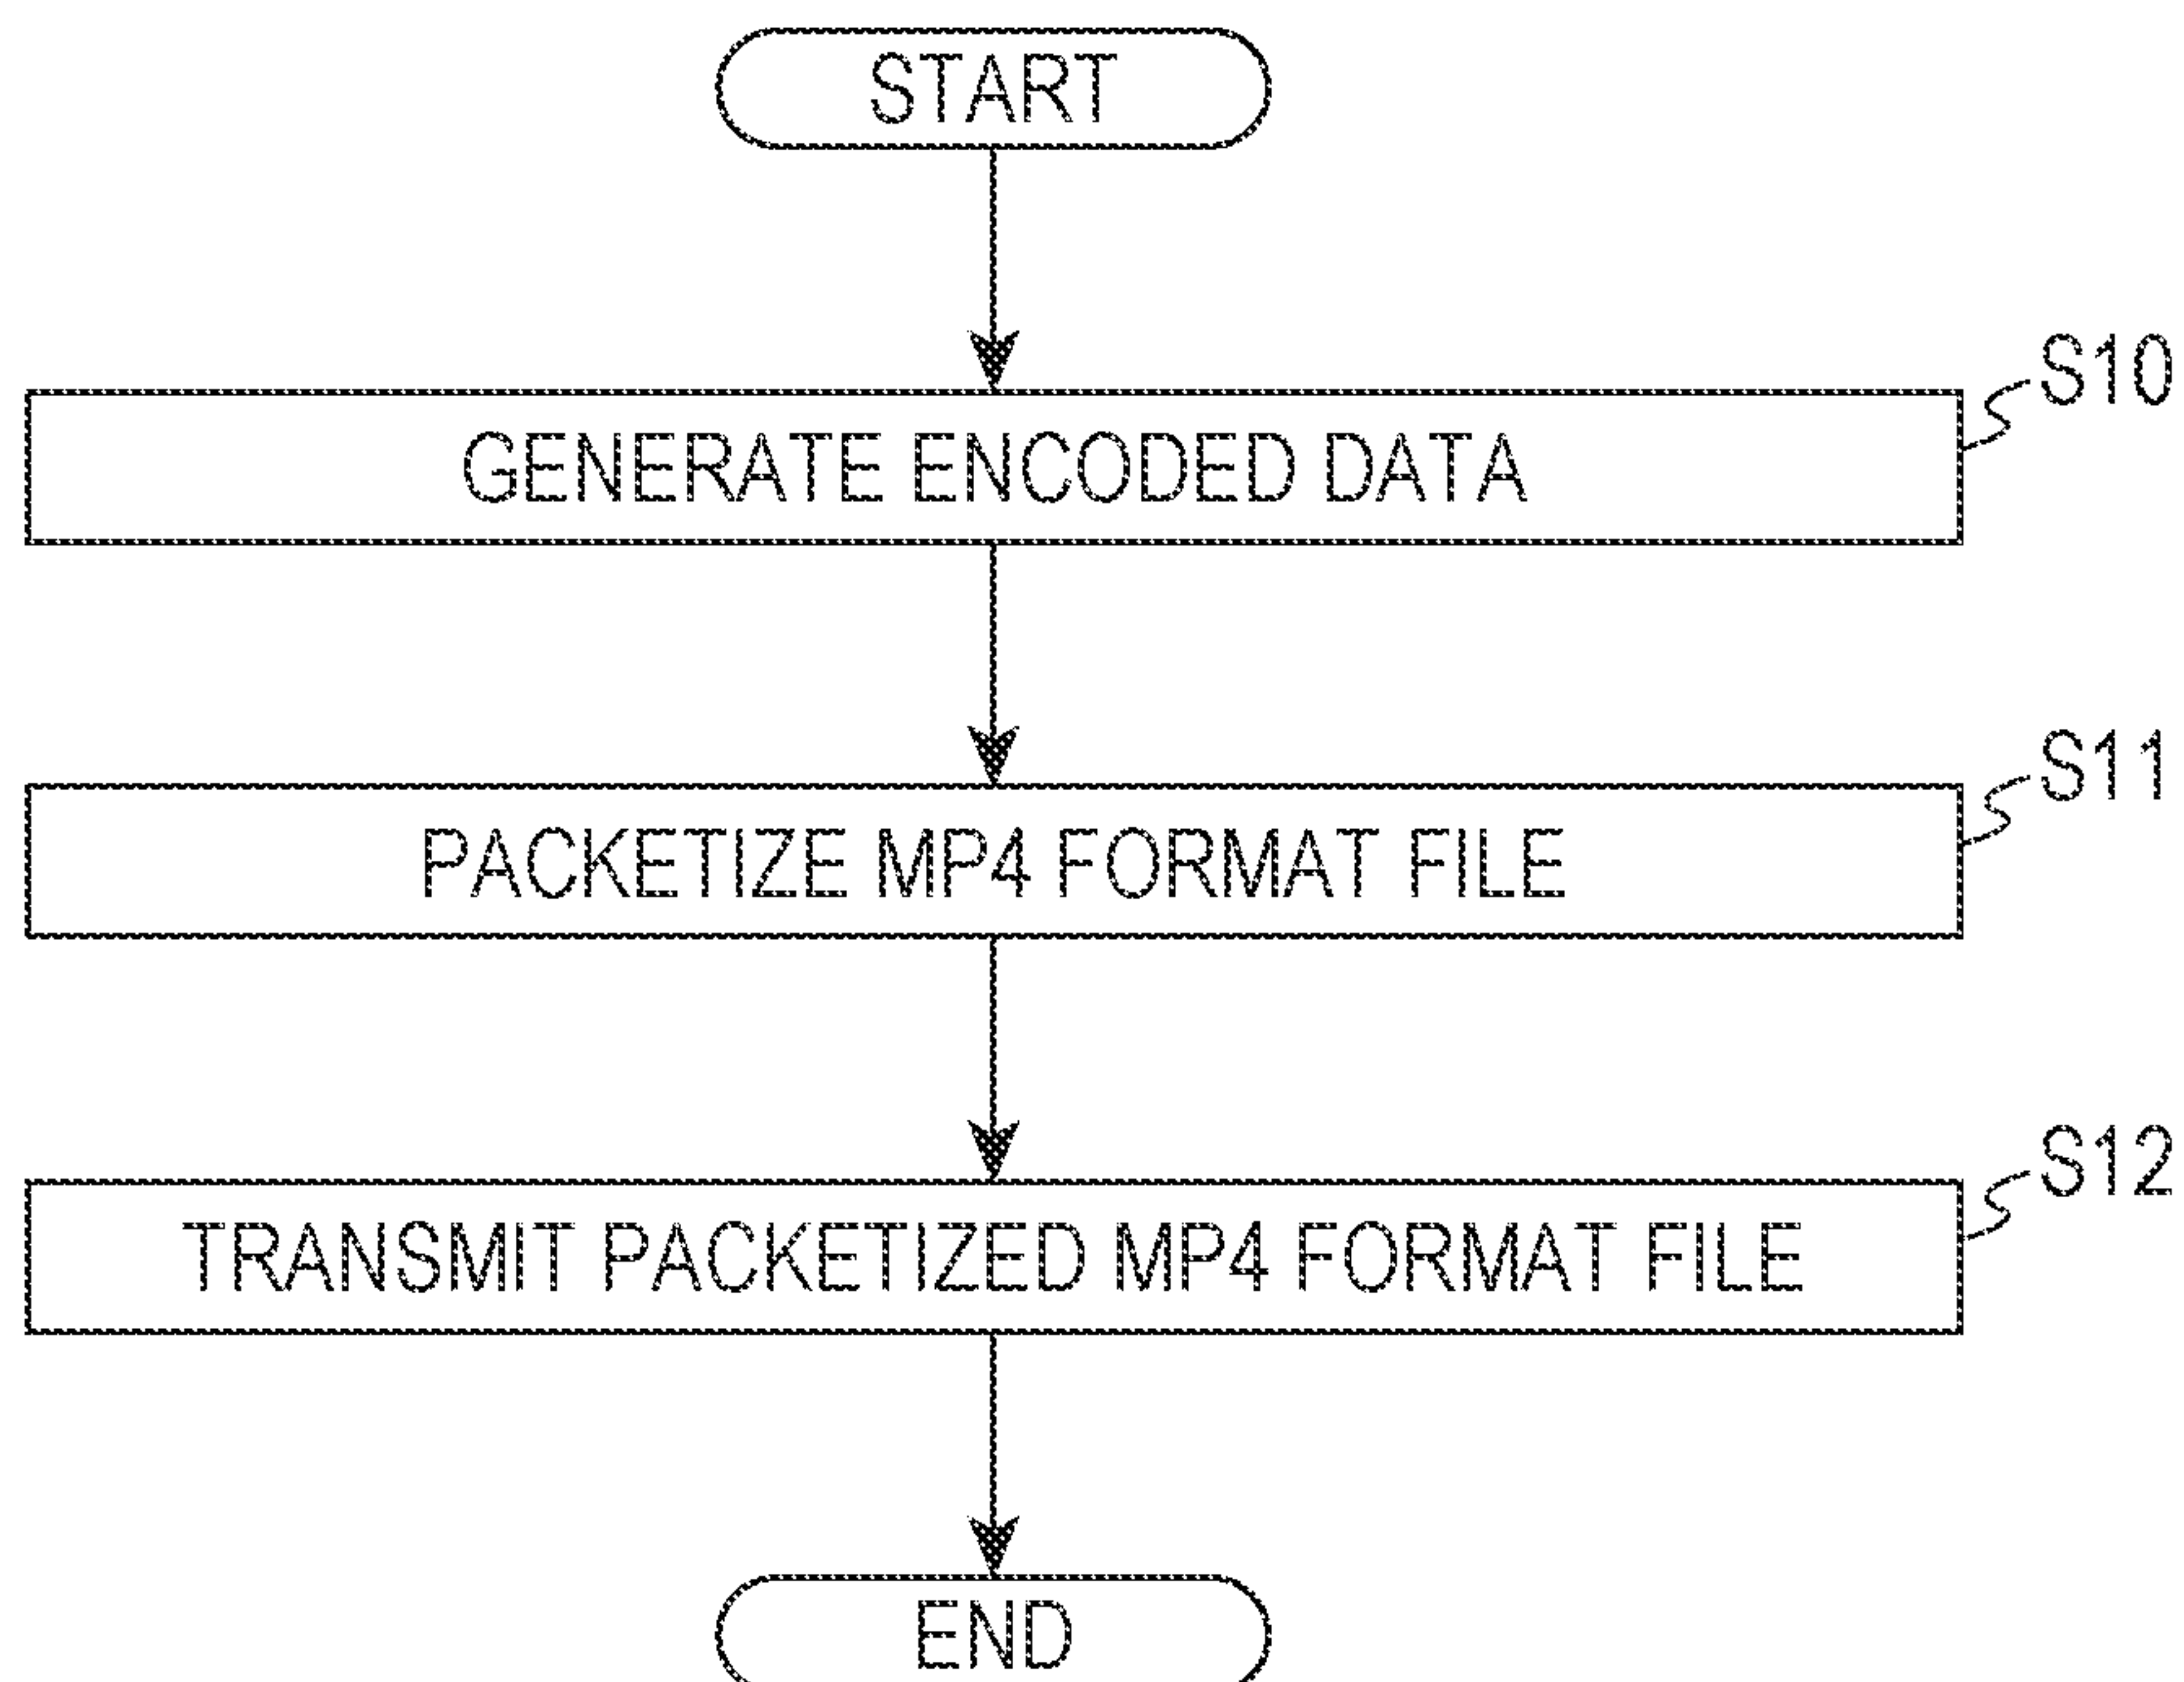 START
S10
GENERATE ENCODED DATA
S11
PACKETIZE MP4 FORMAT FILE
S12
TRANSMIT PACKETIZED MP4 FORMAT FILE
END